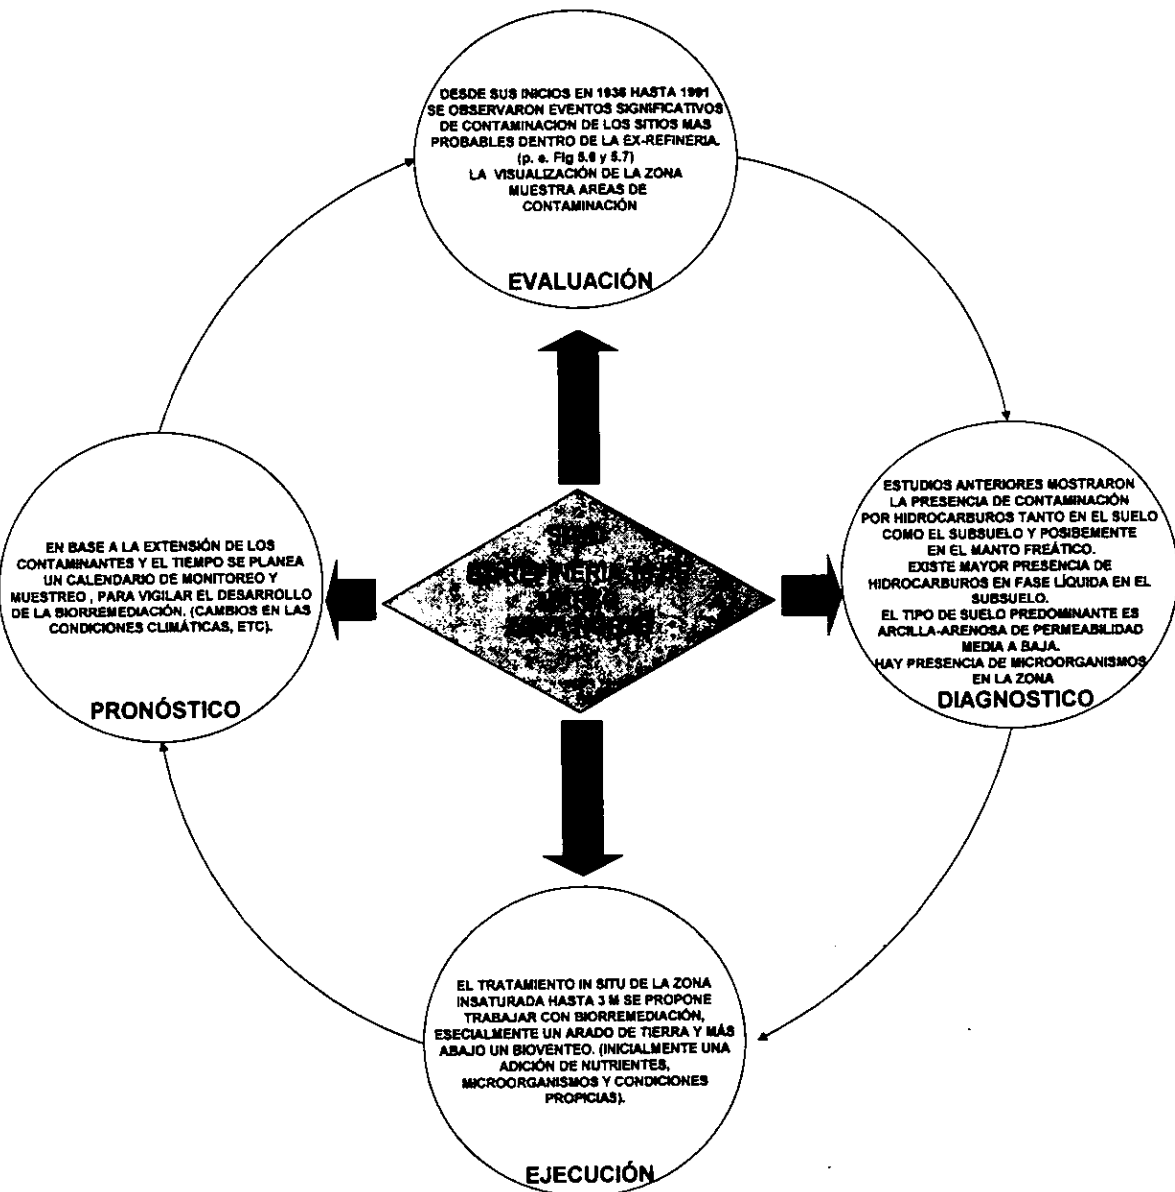 DESDE SUS INICIOS EN 1936 HASTA 1991
SE OBSERVARON EVENTOS SIGNIFICATIVOS
DE CONTAMINACION DE LOS SITIOS MAS
PROBABLES DENTRO DE LA EX-REFINERIA.
(p. e. Fig 5.6 y 5.7)
LA VISUALIZACIÓN DE LA ZONA
MUESTRA AREAS DE
CONTAMINACIÓN
EVALUACIÓN
ESTUDIOS ANTERIORES MOSTRARON
LA PRESENCIA DE CONTAMINACIÓN
POR HIDROCARBUROS TANTO EN EL SUELO
COMO EL SUBSUELO Y POSIBEMENTE
EN EL MANTO FREÁTICO.
EXISTE MAYOR PRESENCIA DE
HIDROCARBUROS EN FASE LÍQUIDA EN EL
SUBSUELO.
EL TIPO DE SUELO PREDOMINANTE ES
ARCILLA-ARENOSA DE PERMEABILIDAD
MEDIA A BAJA.
HAY PRESENCIA DE MICROORGANISMOS
EN LA ZONA
DIAGNOSTICO
EN BASE A LA EXTENSIÓN DE LOS
CONTAMINANTES Y EL TIEMPO SE PLANEA
UN CALENDARIO DE MONITOREO Y
MUESTREO , PARA VIGILAR EL DESARROLLO
DE LA BIORREMEDIACIÓN. (CAMBIOS EN LAS
CONDICIONES CLIMÁTICAS, ETC).
PRONÓSTICO
EL TRATAMIENTO IN SITU DE LA ZONA
INSATURADA HASTA 3 M SE PROPONE
TRABAJAR CON BIORREMEDIACIÓN,
ESECIALMENTE UN ARADO DE TIERRA Y MÁS
ABAJO UN BIOVENTEO. (INICIALMENTE UNA
ADICIÓN DE NUTRIENTES,
MICROORGANISMOS Y CONDICIONES
PROPICIAS).
EJECUCIÓN